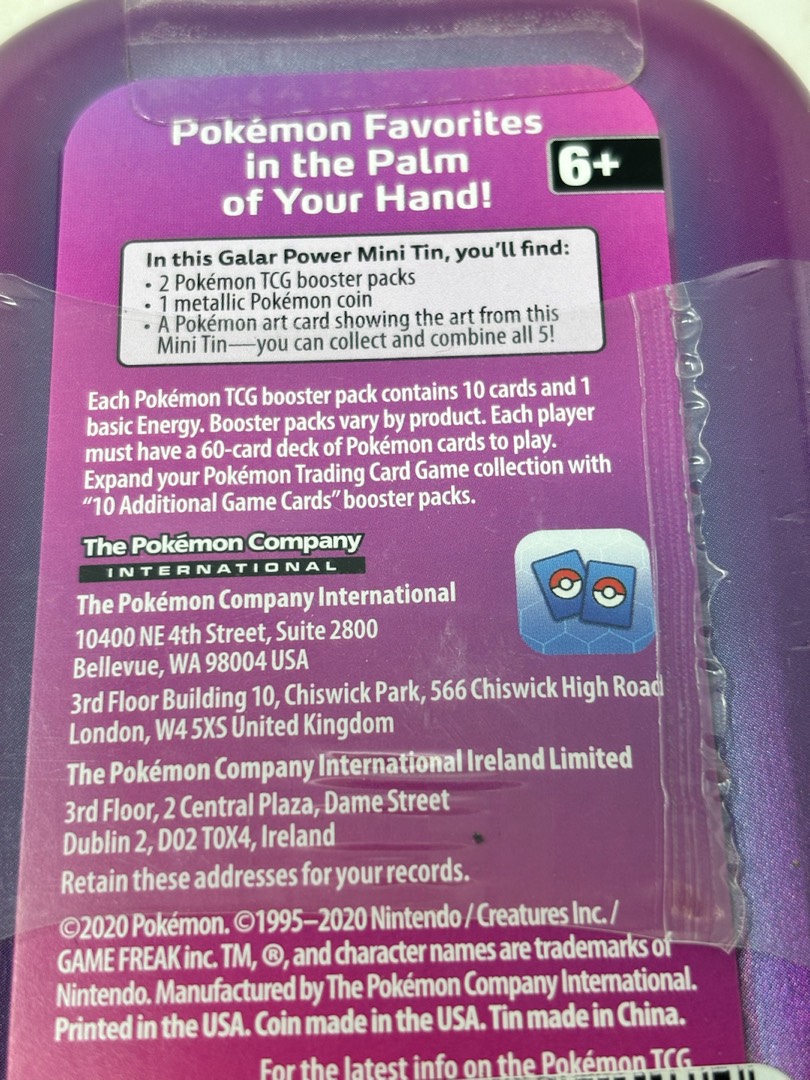 Pokémon Favorites
in the Palm
of Your Hand!
6+
In this Galar Power Mini Tin, you'll find:
• 2 Pokémon TCG booster packs
• 1 metallic Pokémon coin
• A Pokémon art card showing the art from this
Mini Tin—you can collect and combine all 5!
Each Pokémon TCG booster pack contains 10 cards and 1
basic Energy. Booster packs vary by product. Each player
must have a 60-card deck of Pokémon cards to play.
Expand your Pokémon Trading Card Game collection with
“10 Additional Game Cards” booster packs.
The Pokémon Company
INTERNATIONAL
The Pokémon Company International
10400 NE 4th Street, Suite 2800
Bellevue, WA 98004 USA
3rd Floor Building 10, Chiswick Park, 566 Chiswick High Road
London, W4 5XS United Kingdom
The Pokémon Company International Ireland Limited
3rd Floor, 2 Central Plaza, Dame Street
Dublin 2, D02 T0X4, Ireland
Retain these addresses for your records.
©2020 Pokémon. ©1995–2020 Nintendo / Creatures Inc. /
GAME FREAK inc. TM, ®, and character names are trademarks of
Nintendo. Manufactured by The Pokémon Company International.
Printed in the USA. Coin made in the USA. Tin made in China.
For the latest info on the Pokémon TCG